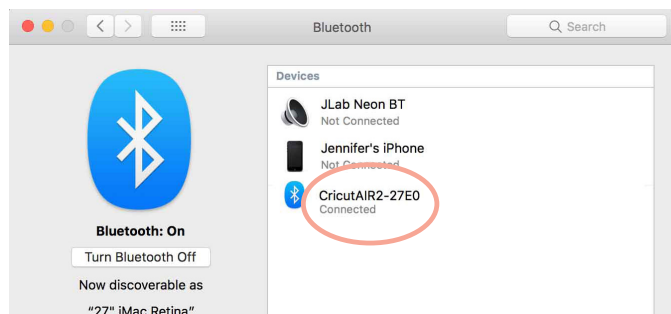 Bluetooth
Search
Devices
JLab Neon BT
Not Connected
Jennifer's iPhone
Not Connected
CricutAIR2-27E0
Connected
Bluetooth: On
Turn Bluetooth Off
Now discoverable as
"27" iMac Retina"